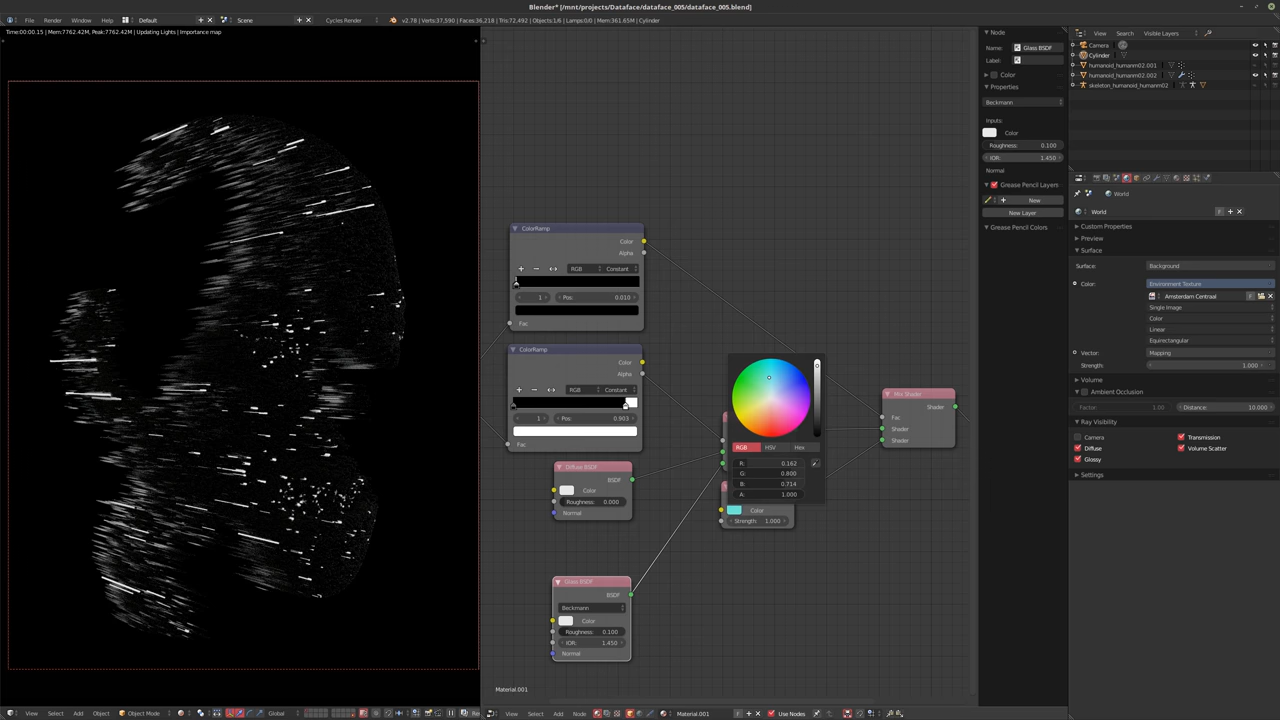 Blender* [/mnt/projects/Dataface/dataface_005/dataface_005.blend]
File Render Window Help Default Scene Cycles Render v2.78 | Verts:37,590 | Faces:36,218 | Tris:72,492 | Objects:1/6 | Lamps:0/0 | Mem:361.65M | Cylinder
Time:00:00.15 | Mem:7762.42M, Peak:7762.42M | Updating Lights | Importance map
ColorRamp
Color
Alpha
RGB Constant
1 Pos: 0.010
Fac
ColorRamp
Color
Alpha
RGB Constant
1 Pos: 0.903
Fac
Diffuse BSDF
BSDF
Color
Roughness: 0.000
Normal
Glass BSDF
BSDF
Beckmann
Color
Roughness: 0.100
IOR: 1.450
Normal
RGB HSV Hex
R: 0.162
G: 0.800
B: 0.714
A: 1.000
Color
Strength: 1.000
Mix Shader
Shader
Fac
Shader
Shader
Material.001
Node
Name: Glass BSDF
Label:
Color
Properties
Beckmann
Inputs:
Color
Roughness: 0.100
IOR: 1.450
Normal
Grease Pencil Layers
New
New Layer
Grease Pencil Colors
View Search Visible Layers
Camera
Cylinder
humanoid_humanm02.001
humanoid_humanm02.002
skeleton_humanoid_humanm02
World
World F
Custom Properties
Preview
Surface
Surface: Background
Color: Environment Texture
Amsterdam Centraal F
Single Image
Color
Linear
Equirectangular
Vector: Mapping
Strength: 1.000
Volume
Ambient Occlusion
Factor: 1.00 Distance: 10.000
Ray Visibility
Camera Transmission
Diffuse Volume Scatter
Glossy
Settings
View Select Add Object Object Mode Global Re
View Select Add Node Material.001 F Use Nodes